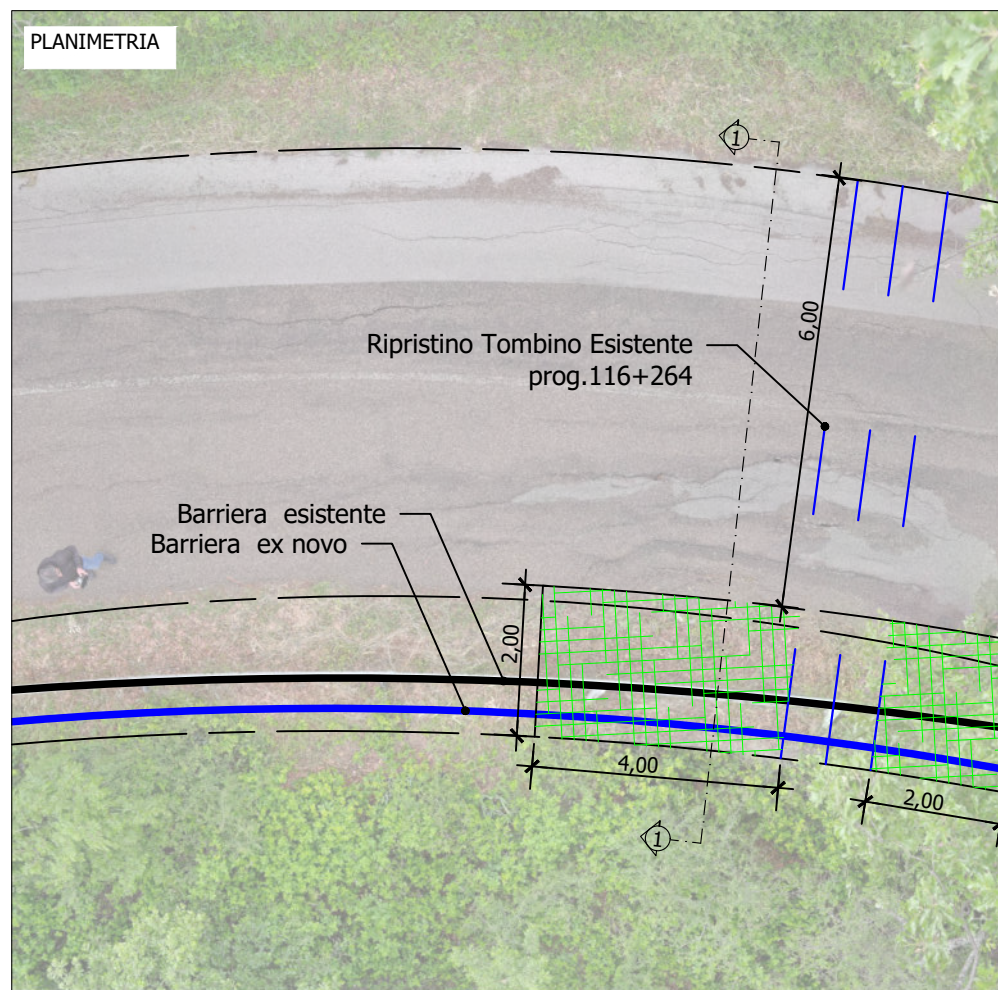 PLANIMETRIA
1
6,00
Ripristino Tombino Esistente
prog.116+264
Barriera esistente
Barriera ex novo
2,00
4,00
2,00
1